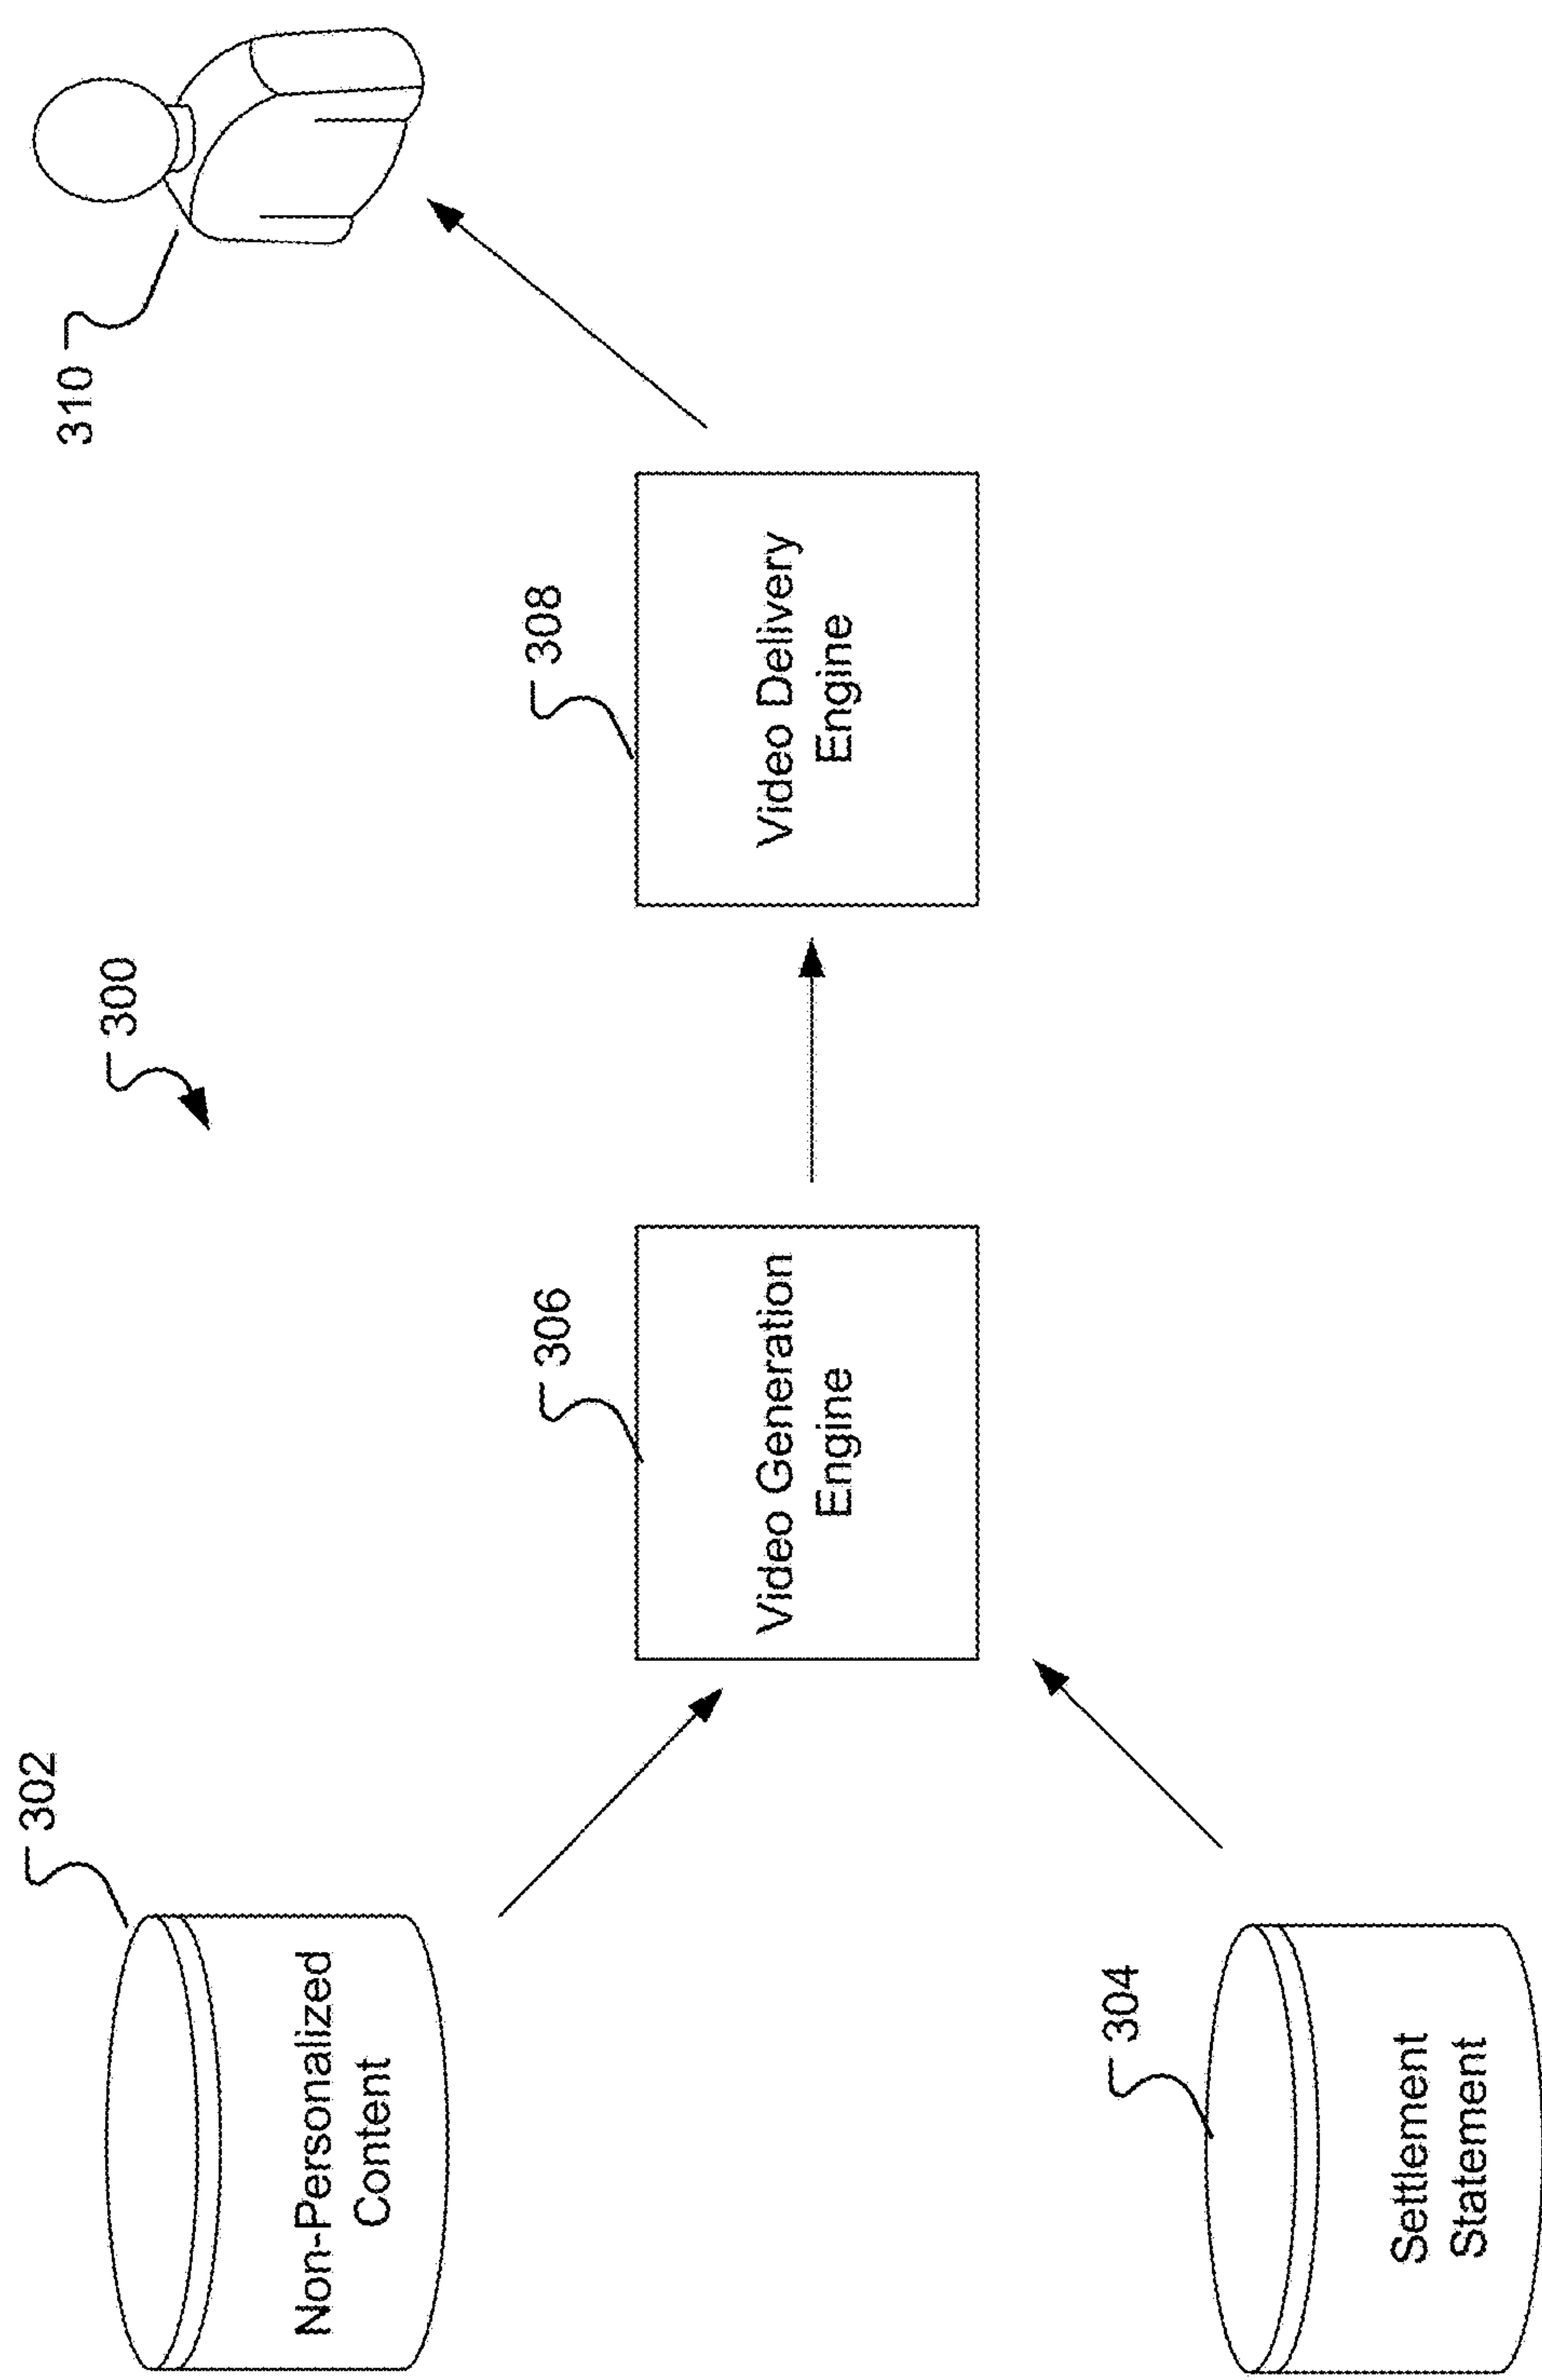 300
302
Non-Personalized
Content
304
Settlement
Statement
306
Video Generation
Engine
308
Video Delivery
Engine
310